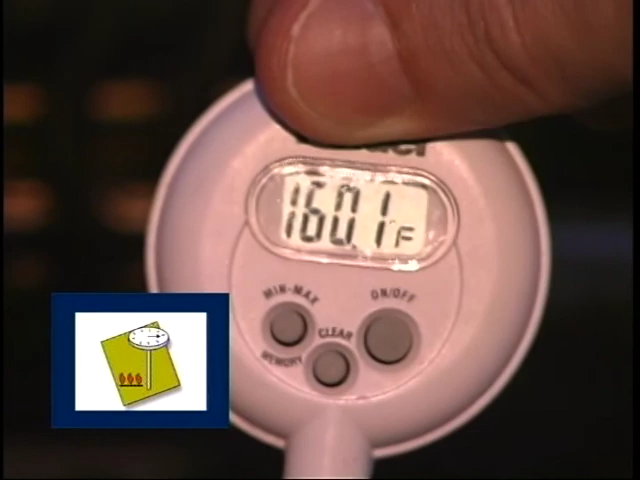 160.1°F
MIN-MAX
ON/OFF
CLEAR
MEMORY